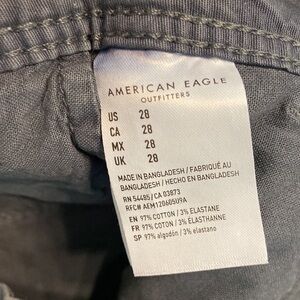 AMERICAN EAGLE
OUTFITTERS
US 28
CA 28
MX 28
UK 28
MADE IN BANGLADESH / FABRIQUÉ AU
BANGLADESH / HECHO EN BANGLADESH
RN 54485 / CA 03873
RFC# AEM120605U9A
EN 97% COTTON / 3% ELASTANE
FR 97% COTON / 3% ÉLASTHANNE
SP 97% algodón / 3% elastano